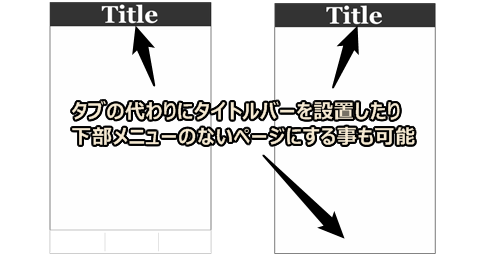 Title
Title
タブの代わりにタイトルバーを設置したり
下部メニューのないページにする事も可能